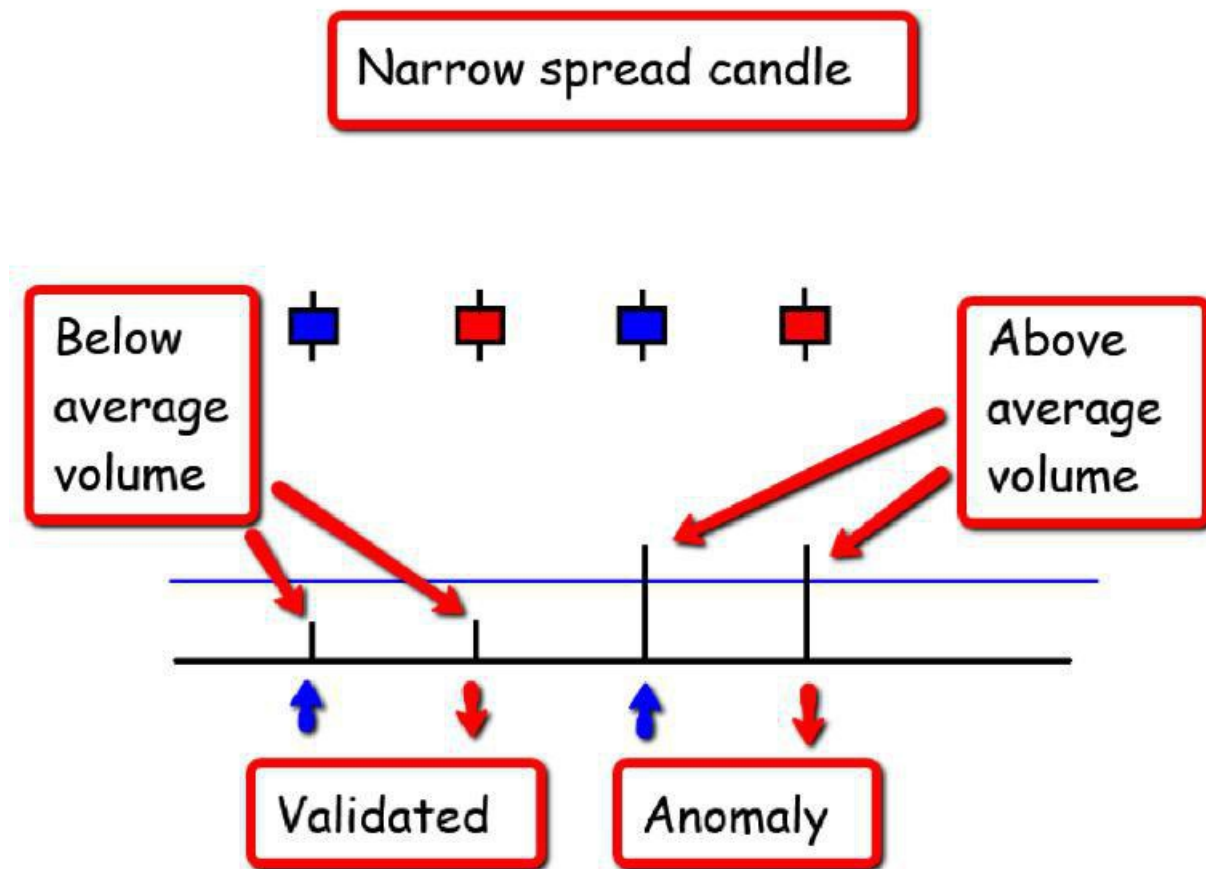 Narrow spread candle
Below
average
volume
Above
average
volume
Validated
Anomaly